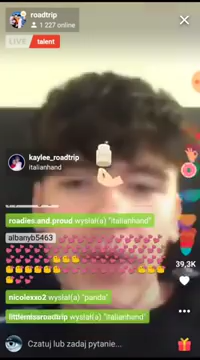 roadtrip
1 227 online
LIVE talent
kaylee_roadtrip
italianhand
roadies.and.proud wysłał(a) "italianhand"
albanyb5463
39,3K
nicolexxo2 wysłał(a) "panda"
littlemissroadtrip wysłał(a) "italianhand"
Czatuj lub zadaj pytanie...